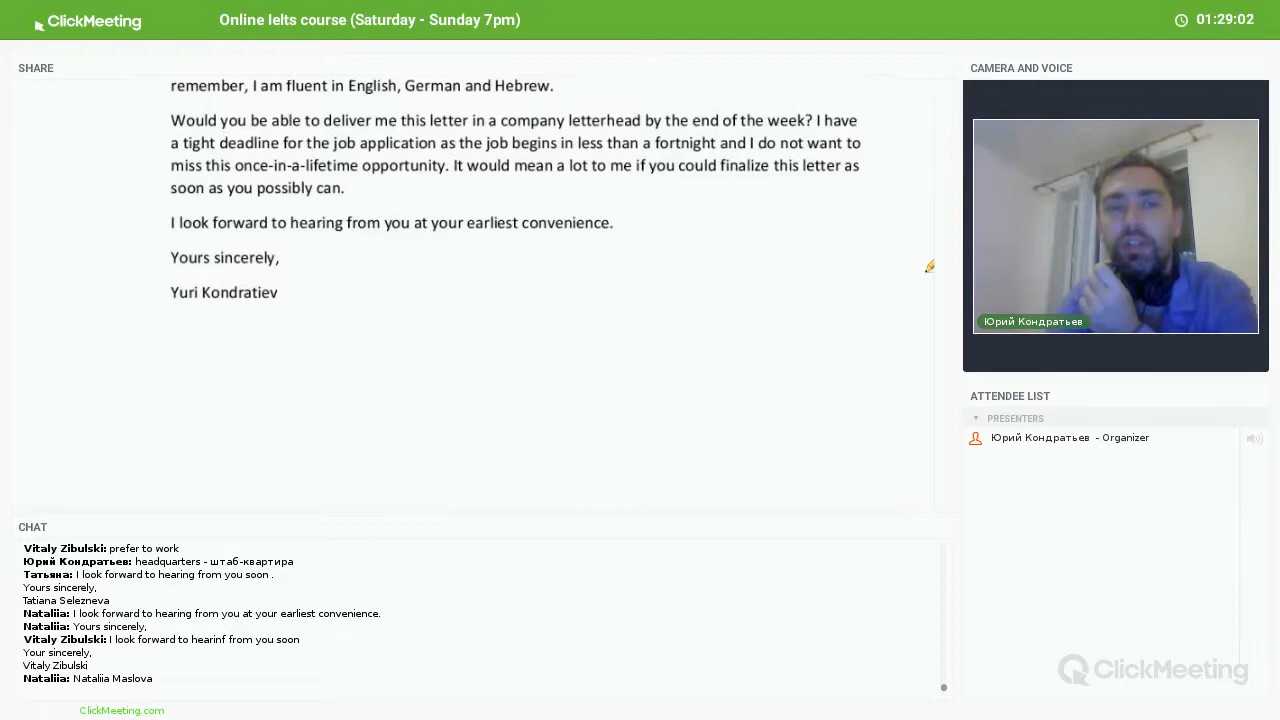 ClickMeeting
Online Ielts course (Saturday - Sunday 7pm)
01:29:02
SHARE
remember, I am fluent in English, German and Hebrew.
Would you be able to deliver me this letter in a company letterhead by the end of the week? I have
a tight deadline for the job application as the job begins in less than a fortnight and I do not want to
miss this once-in-a-lifetime opportunity. It would mean a lot to me if you could finalize this letter as
soon as you possibly can.
I look forward to hearing from you at your earliest convenience.
Yours sincerely,
Yuri Kondratiev
CAMERA AND VOICE
Юрий Кондратьев
ATTENDEE LIST
PRESENTERS
Юрий Кондратьев - Organizer
CHAT
Vitaly Zibulski: prefer to work
Юрий Кондратьев: headquarters - штаб-квартира
Татьяна: I look forward to hearing from you soon .
Yours sincerely,
Tatiana Selezneva
Nataliia: I look forward to hearing from you at your earliest convenience.
Nataliia: Yours sincerely,
Vitaly Zibulski: I look forward to hearinf from you soon
Your sincerely,
Vitaly Zibulski
Nataliia: Nataliia Maslova
ClickMeeting
ClickMeeting.com